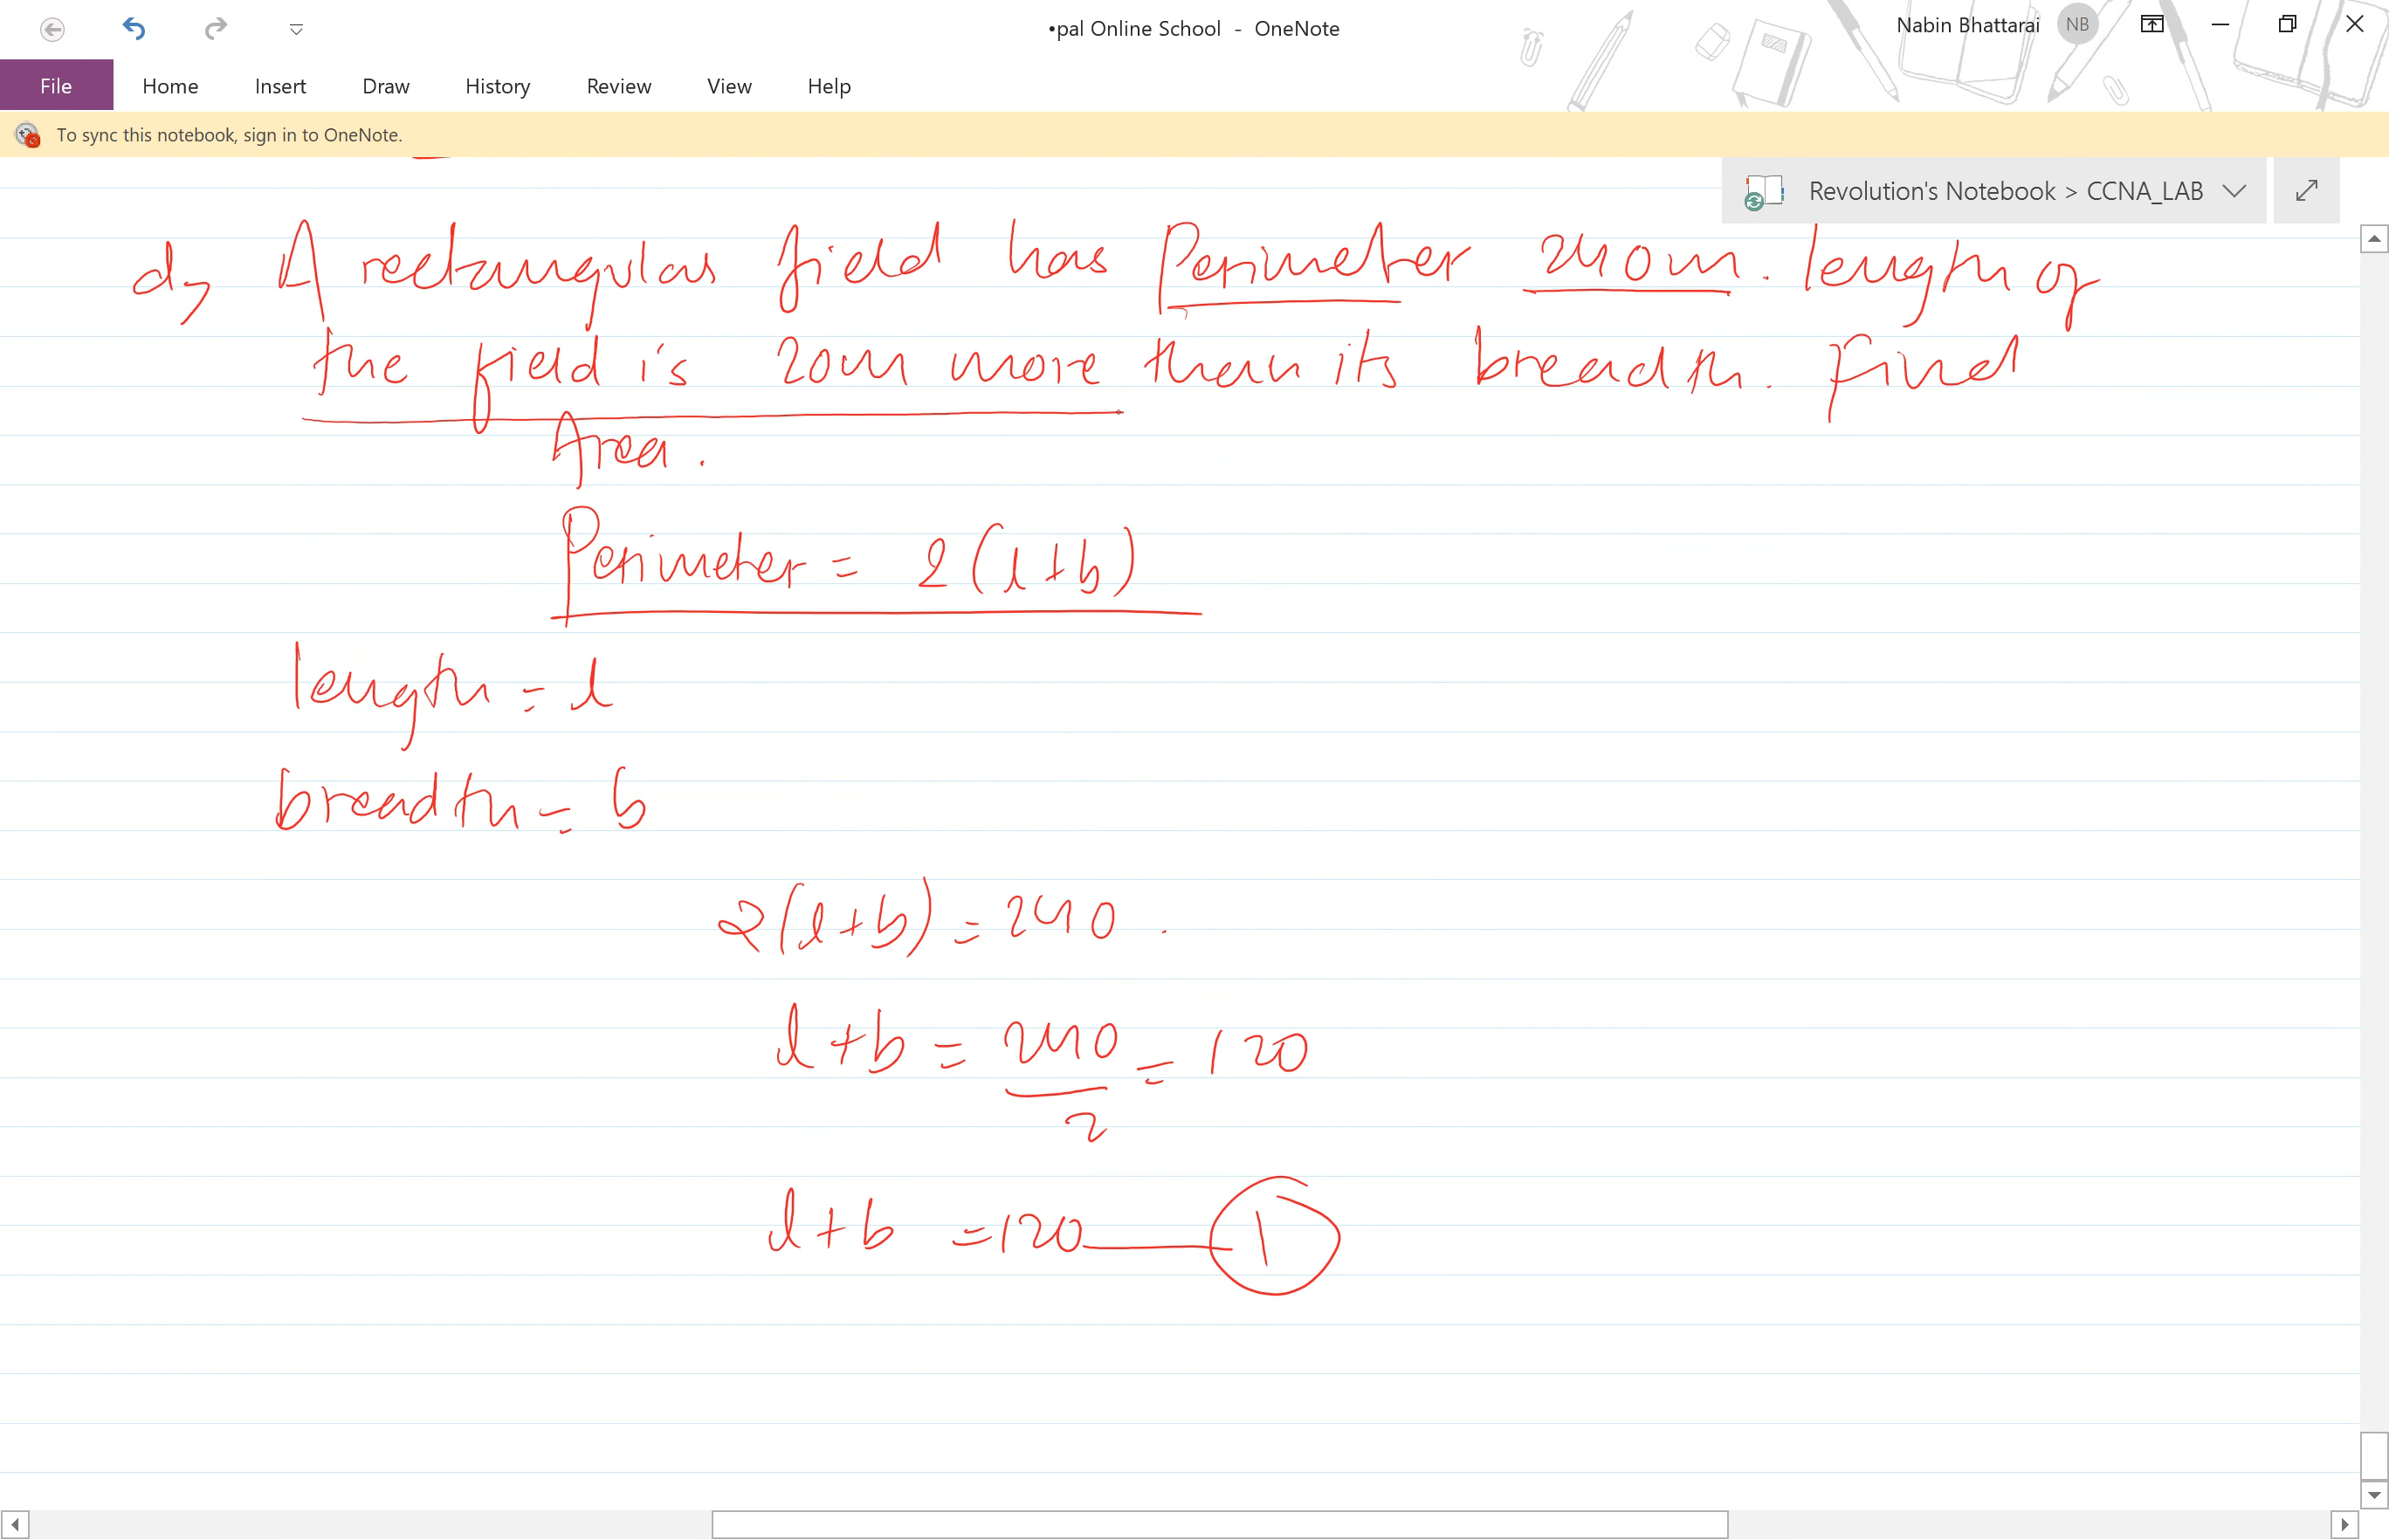 •pal Online School - OneNote
Nabin Bhattarai NB
File Home Insert Draw History Review View Help
To sync this notebook, sign in to OneNote.
Revolution's Notebook > CCNA_LAB
d> A rectangular field has Perimeter 240m. length of
the field is 20m more than its breadth. Find
Area.
Perimeter = 2(l+b)
length = l
breadth = b
2(l+b) = 240.
l+b = 240/2 = 120
l+b = 120 — 1